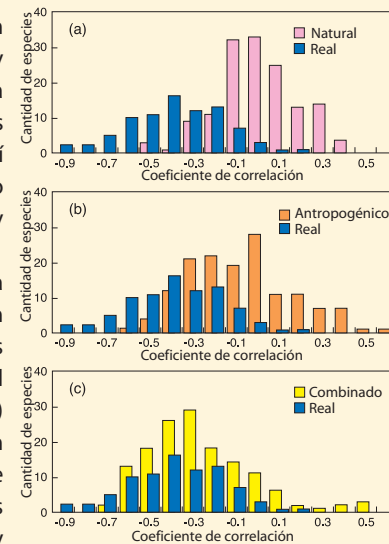 Cantidad de especies
40
30
20
10
0
(a)
Natural
Real
-0.9 -0.7 -0.5 -0.3 -0.1 0.1 0.3 0.5
Coeficiente de correlación
Cantidad de especies
40
30
20
10
0
(b)
Antropogénico
Real
-0.9 -0.7 -0.5 -0.3 -0.1 0.1 0.3 0.5
Coeficiente de correlación
Cantidad de especies
40
30
20
10
0
(c)
Combinado
Real
-0.9 -0.7 -0.5 -0.3 -0.1 0.1 0.3 0.5
Coeficiente de correlación